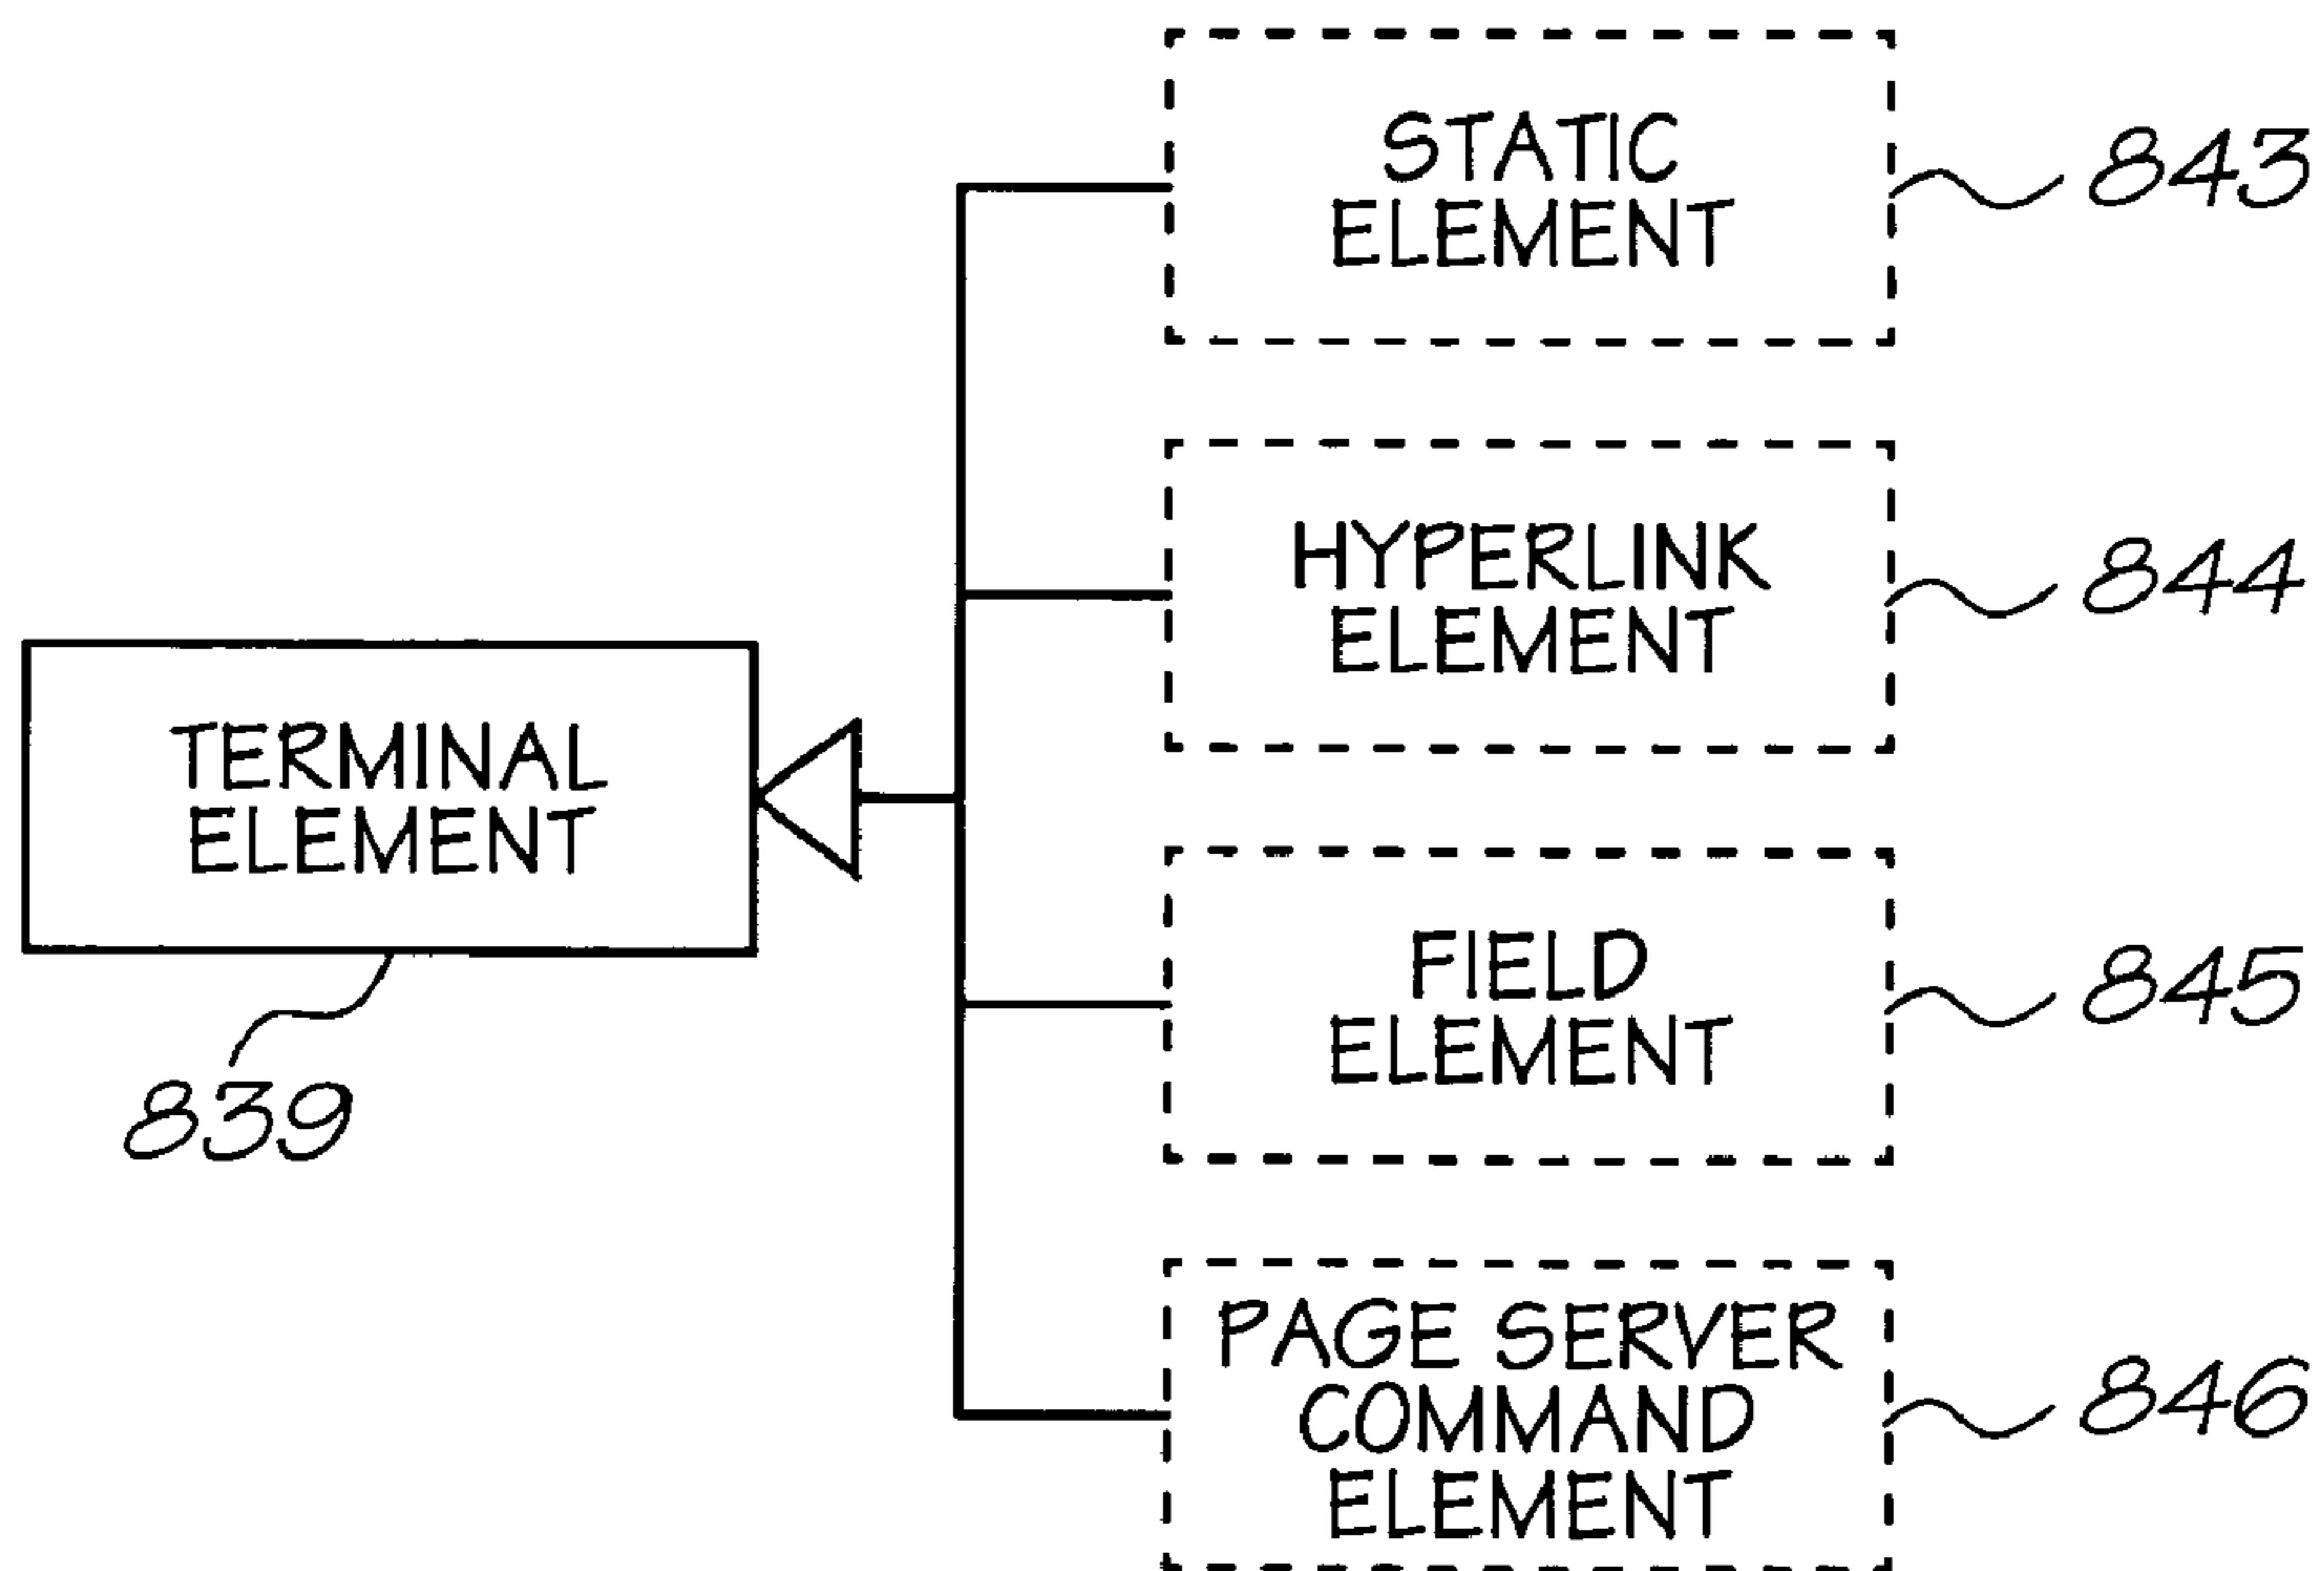 STATIC
ELEMENT
843
HYPERLINK
ELEMENT
844
TERMINAL
ELEMENT
839
FIELD
ELEMENT
845
PAGE SERVER
COMMAND
ELEMENT
846